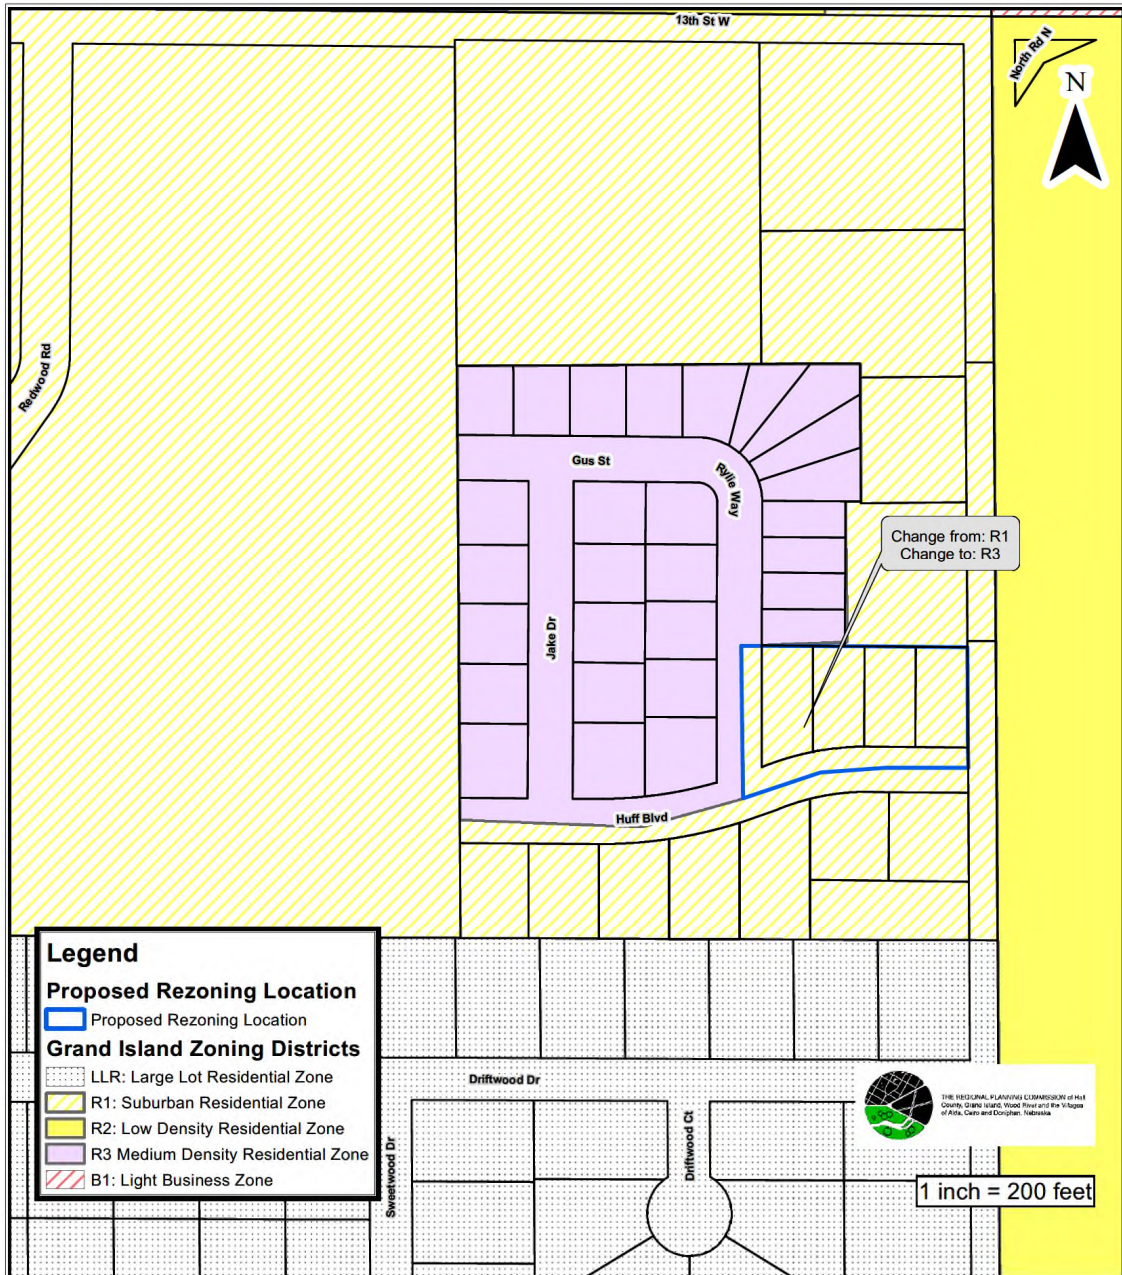 13th St W
North Rd N
N
Redwood Rd
Gus St
Rylie Way
Change from: R1
Change to: R3
Jake Dr
Huff Blvd
Legend
Proposed Rezoning Location
Proposed Rezoning Location
Grand Island Zoning Districts
LLR: Large Lot Residential Zone
R1: Suburban Residential Zone
R2: Low Density Residential Zone
R3 Medium Density Residential Zone
B1: Light Business Zone
Driftwood Dr
Sweetwood Dr
Driftwood Ct
THE REGIONAL PLANNING COMMISSION of Hall
County, Grand Island, Wood River and the Villages
of Alda, Cairo and Doniphan, Nebraska
1 inch = 200 feet